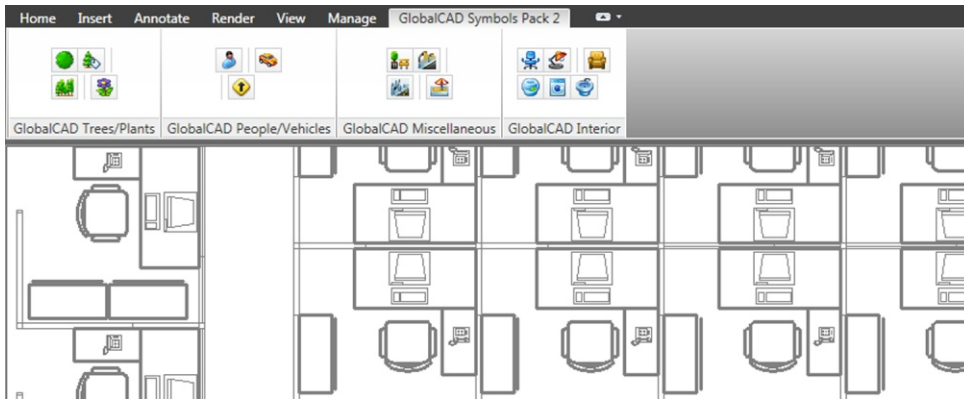 Home Insert Annotate Render View Manage GlobalCAD Symbols Pack 2
GlobalCAD Trees/Plants GlobalCAD People/Vehicles GlobalCAD Miscellaneous GlobalCAD Interior